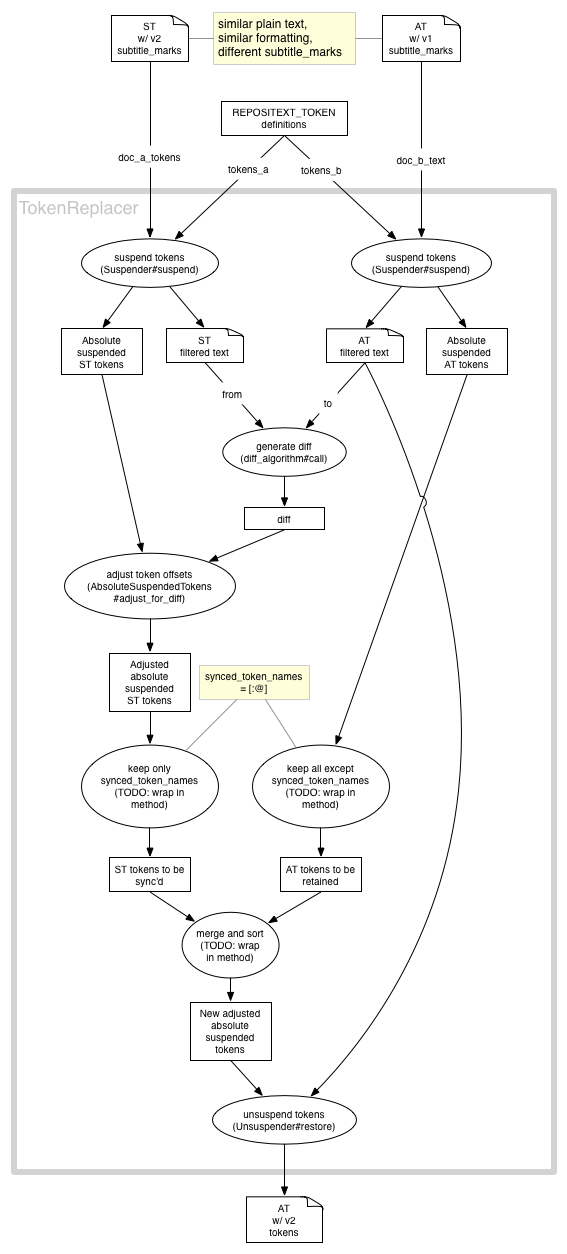 ST
w/ v2
subtitle_marks
similar plain text,
similar formatting,
different subtitle_marks
AT
w/ v1
subtitle_marks
REPOSITEXT_TOKEN
definitions
doc_a_tokens
tokens_a
tokens_b
doc_b_text
TokenReplacer
suspend tokens
(Suspender#suspend)
suspend tokens
(Suspender#suspend)
Absolute
suspended
ST tokens
ST
filtered text
AT
filtered text
Absolute
suspended
AT tokens
from
to
generate diff
(diff_algorithm#call)
diff
adjust token offsets
(AbsoluteSuspendedTokens
#adjust_for_diff)
Adjusted
absolute
suspended
ST tokens
synced_token_names
= [:@]
keep only
synced_token_names
(TODO: wrap in
method)
keep all except
synced_token_names
(TODO: wrap in
method)
ST tokens to be
sync'd
AT tokens to be
retained
merge and sort
(TODO: wrap
in method)
New adjusted
absolute
suspended
tokens
unsuspend tokens
(Unsuspender#restore)
AT
w/ v2
tokens